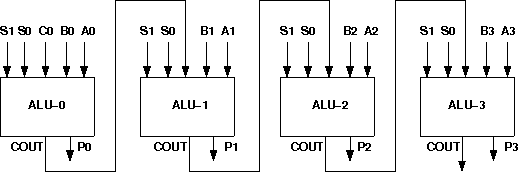 S1 S0 C0 B0 A0 S1 S0 B1 A1 S1 S0 B2 A2 S1 S0 B3 A3
ALU-0 ALU-1 ALU-2 ALU-3
COUT P0 COUT P1 COUT P2 COUT P3